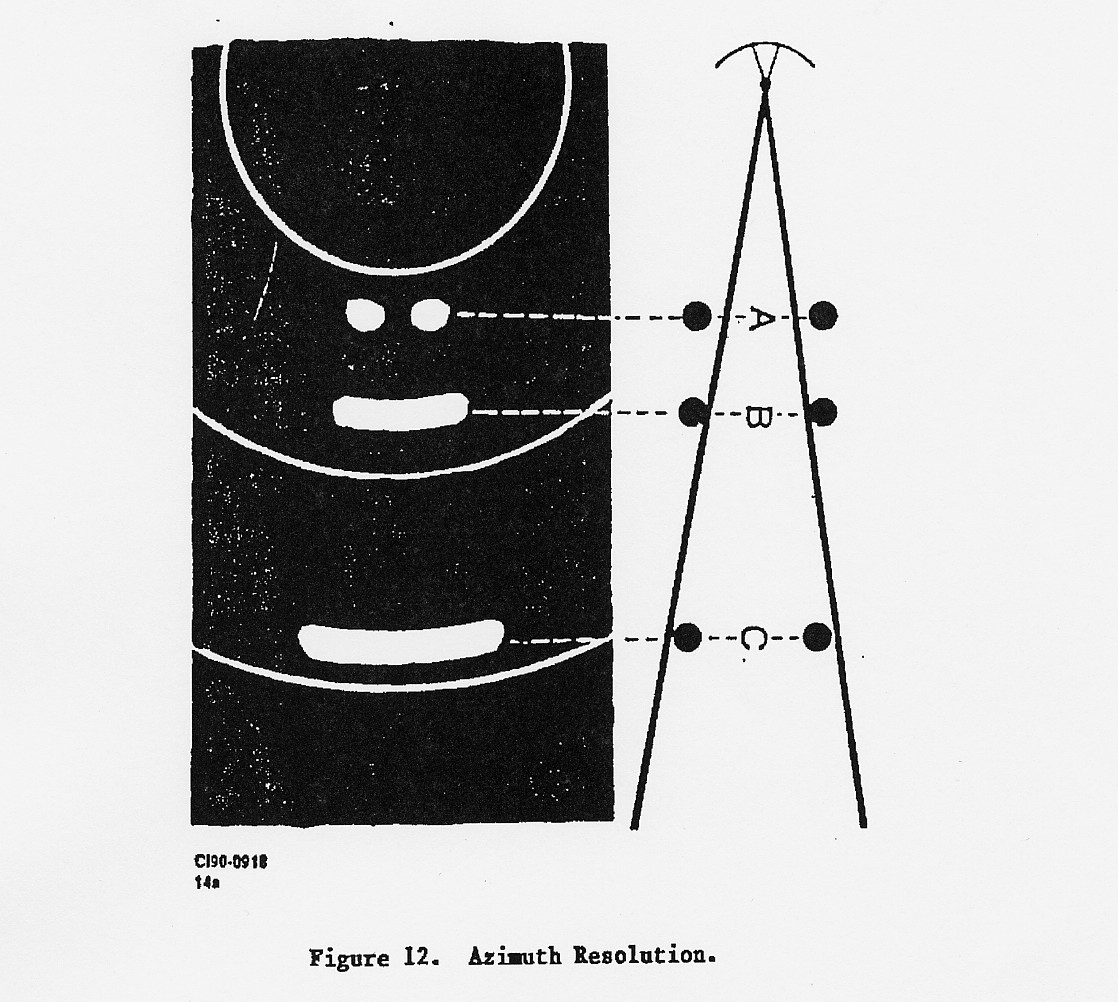 A
B
C
CI90-0918
14a
Figure 12. Azimuth Resolution.